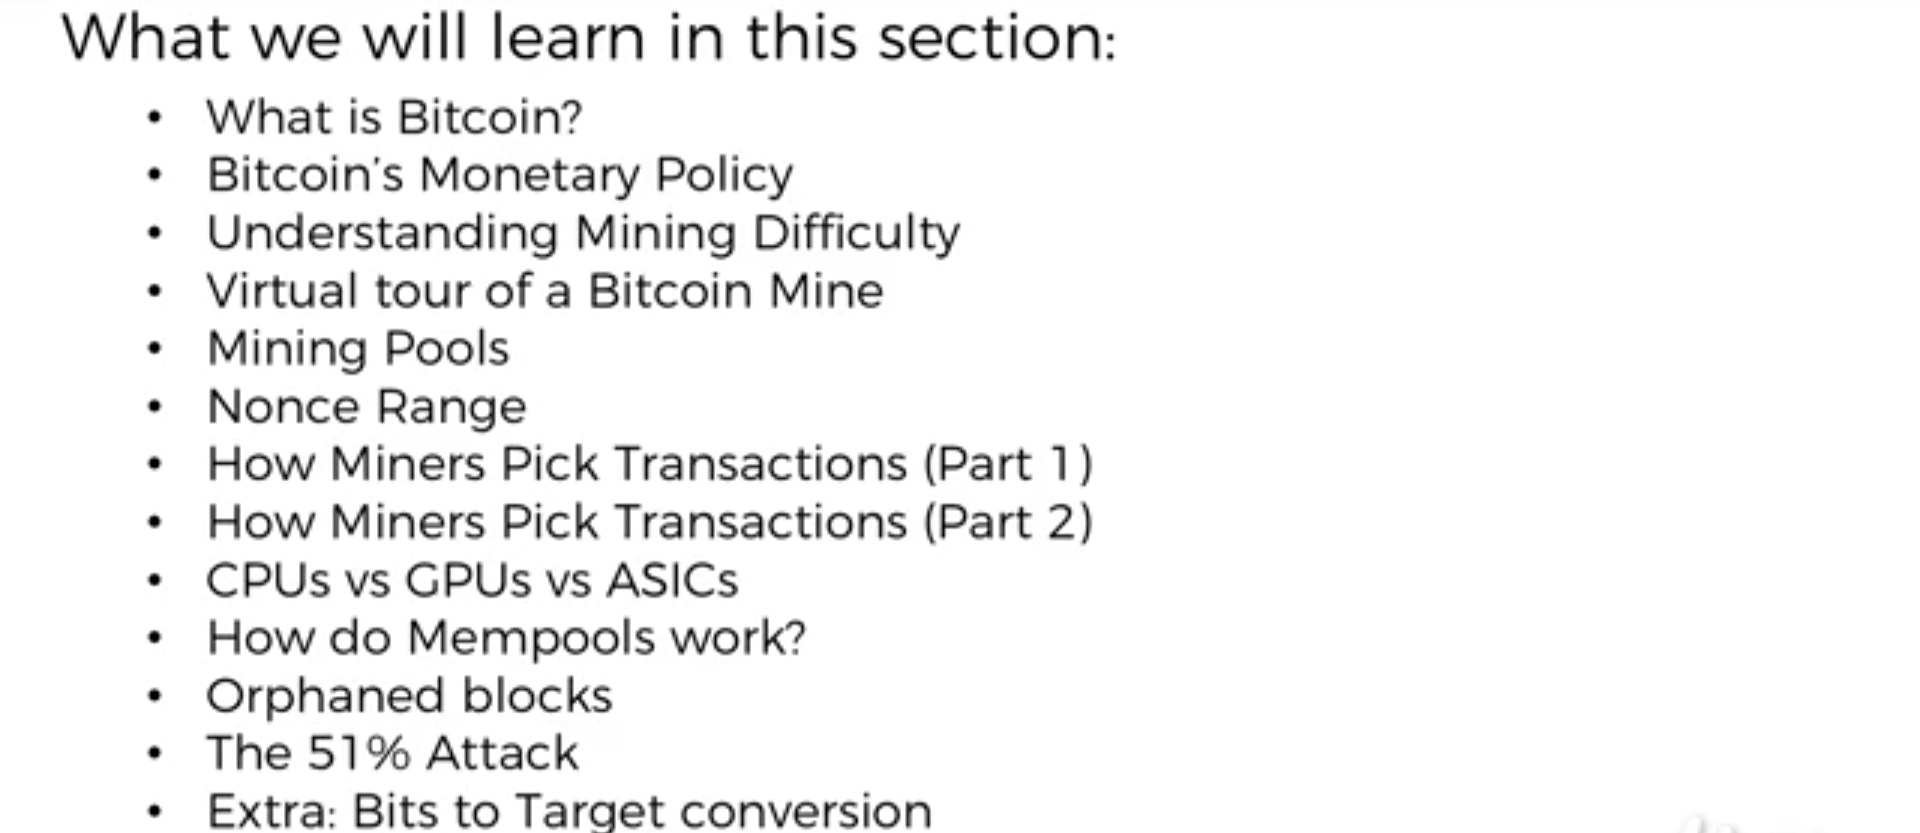 What we will learn in this section:
• What is Bitcoin?
• Bitcoin's Monetary Policy
• Understanding Mining Difficulty
• Virtual tour of a Bitcoin Mine
• Mining Pools
• Nonce Range
• How Miners Pick Transactions (Part 1)
• How Miners Pick Transactions (Part 2)
• CPUs vs GPUs vs ASICs
• How do Mempools work?
• Orphaned blocks
• The 51% Attack
• Extra: Bits to Target conversion